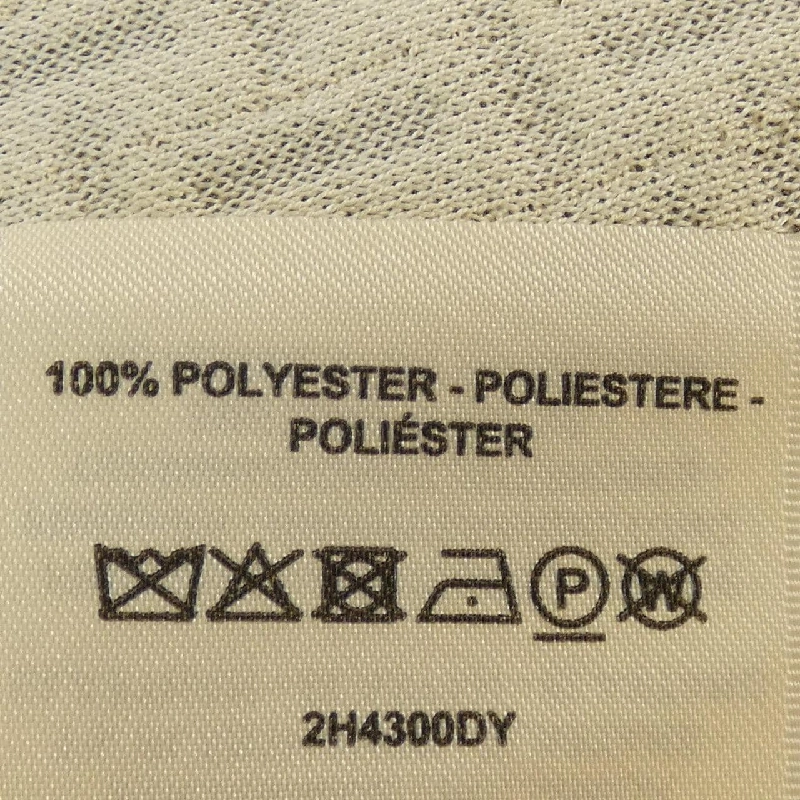 100% POLYESTER - POLIESTERE -
POLIÉSTER
P W
2H4300DY